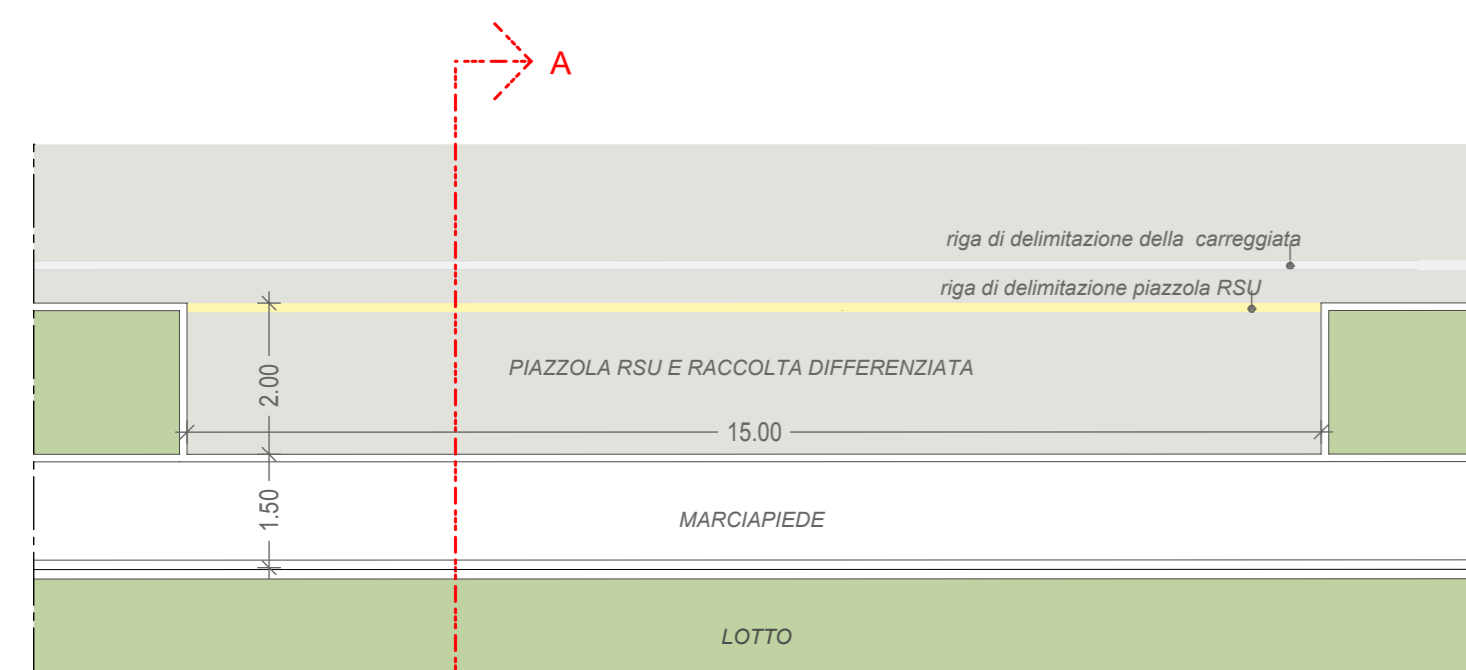 A
riga di delimitazione della carreggiata
riga di delimitazione piazzola RSU
PIAZZOLA RSU E RACCOLTA DIFFERENZIATA
2.00
15.00
1.50
MARCIAPIEDE
LOTTO